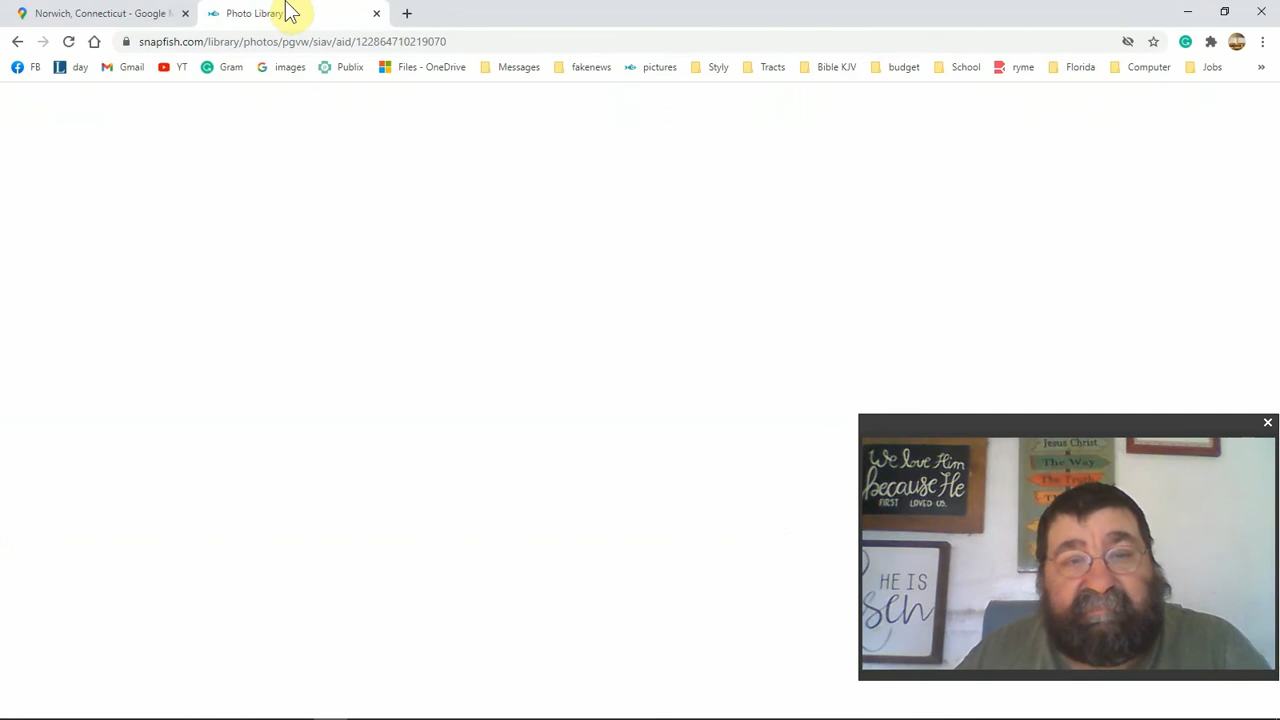 Norwich, Connecticut - Google
Photo Library
snapfish.com/library/photos/pgvw/siav/aid/122864710219070
FB day Gmail YT Gram images Publix Files - OneDrive Messages fakenews pictures Styly Tracts Bible KJV budget School ryme Florida Computer Jobs »
We love Him
because He
FIRST LOVED US.
Jesus Christ
The Way
The Truth
HE IS